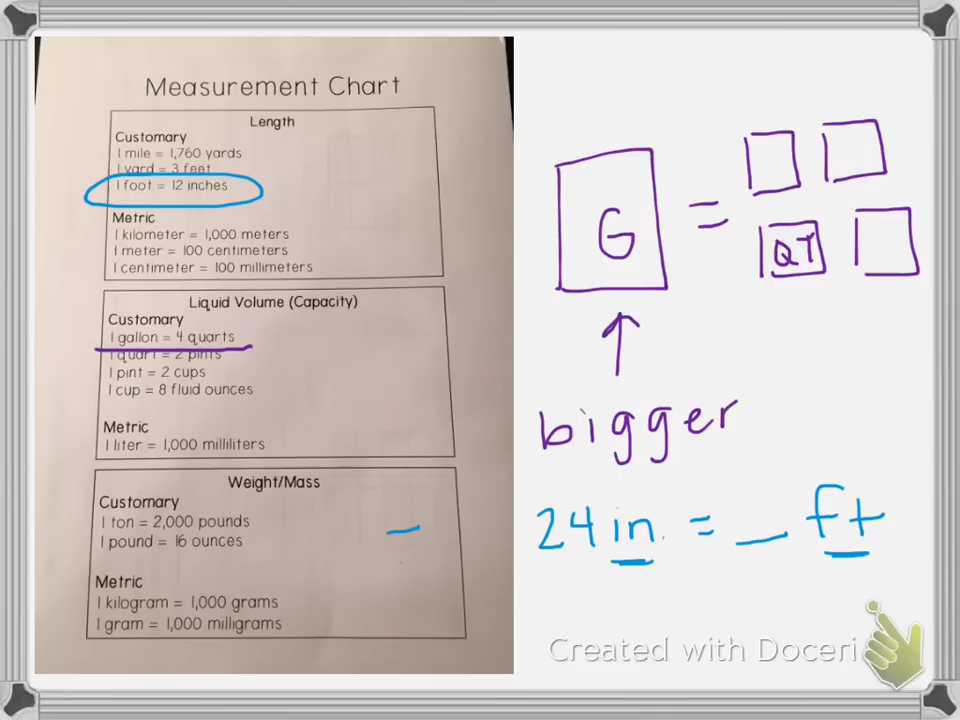 Measurement Chart
Length
Customary
1 mile = 1,760 yards
1 yard = 3 feet
1 foot = 12 inches
Metric
1 kilometer = 1,000 meters
1 meter = 100 centimeters
1 centimeter = 100 millimeters
Liquid Volume (Capacity)
Customary
1 gallon = 4 quarts
1 quart = 2 pints
1 pint = 2 cups
1 cup = 8 fluid ounces
Metric
1 liter = 1,000 milliliters
Weight/Mass
Customary
1 ton = 2,000 pounds
1 pound = 16 ounces
Metric
1 kilogram = 1,000 grams
1 gram = 1,000 milligrams
G =
QT
bigger
24 in. = _ ft
Created with Doceri